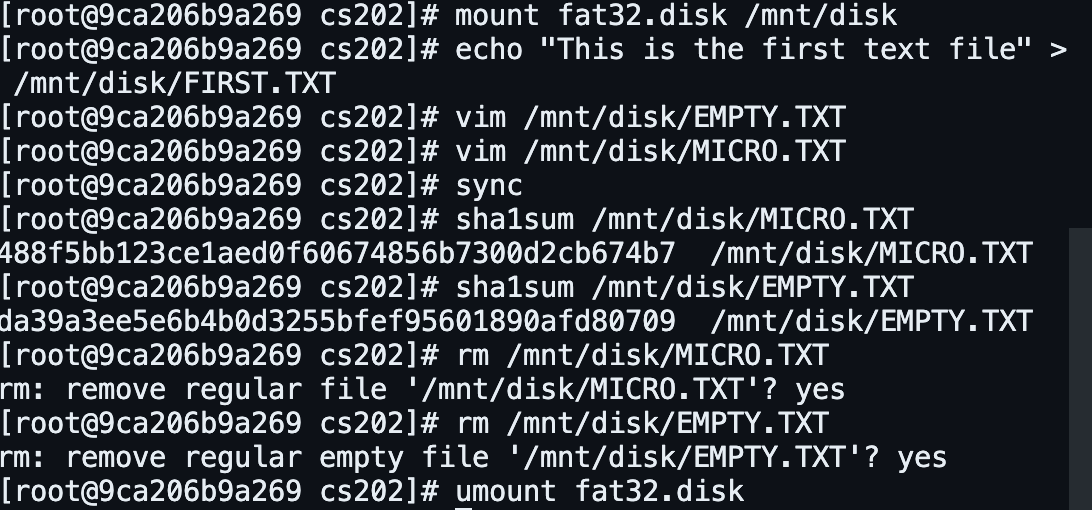 [root@9ca206b9a269 cs202]# mount fat32.disk /mnt/disk
[root@9ca206b9a269 cs202]# echo "This is the first text file" >
/mnt/disk/FIRST.TXT
[root@9ca206b9a269 cs202]# vim /mnt/disk/EMPTY.TXT
[root@9ca206b9a269 cs202]# vim /mnt/disk/MICRO.TXT
[root@9ca206b9a269 cs202]# sync
[root@9ca206b9a269 cs202]# sha1sum /mnt/disk/MICRO.TXT
488f5bb123ce1aed0f60674856b7300d2cb674b7  /mnt/disk/MICRO.TXT
[root@9ca206b9a269 cs202]# sha1sum /mnt/disk/EMPTY.TXT
da39a3ee5e6b4b0d3255bfef95601890afd80709  /mnt/disk/EMPTY.TXT
[root@9ca206b9a269 cs202]# rm /mnt/disk/MICRO.TXT
rm: remove regular file '/mnt/disk/MICRO.TXT'? yes
[root@9ca206b9a269 cs202]# rm /mnt/disk/EMPTY.TXT
rm: remove regular empty file '/mnt/disk/EMPTY.TXT'? yes
[root@9ca206b9a269 cs202]# umount fat32.disk